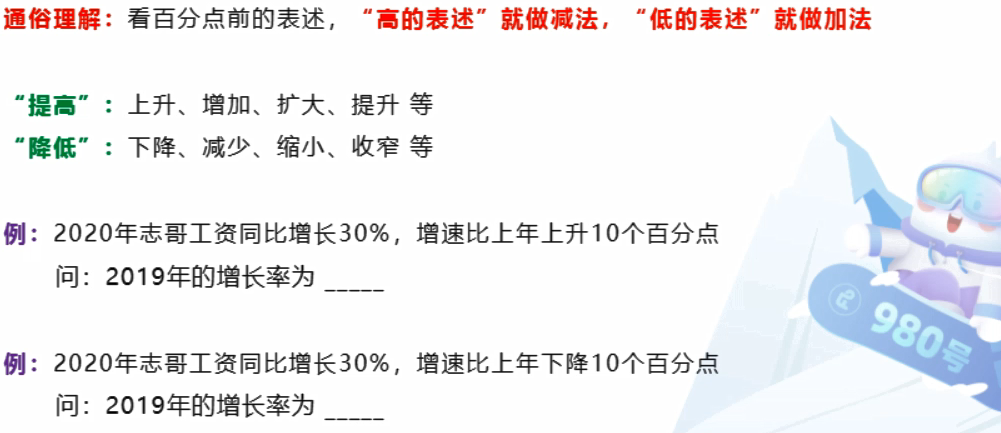 通俗理解：看百分点前的表述，“高的表述”就做减法，“低的表述”就做加法
“提高”：上升、增加、扩大、提升 等
“降低”：下降、减少、缩小、收窄 等
例：2020年志哥工资同比增长30%，增速比上年上升10个百分点
问：2019年的增长率为 _____
例：2020年志哥工资同比增长30%，增速比上年下降10个百分点
问：2019年的增长率为 _____
980号